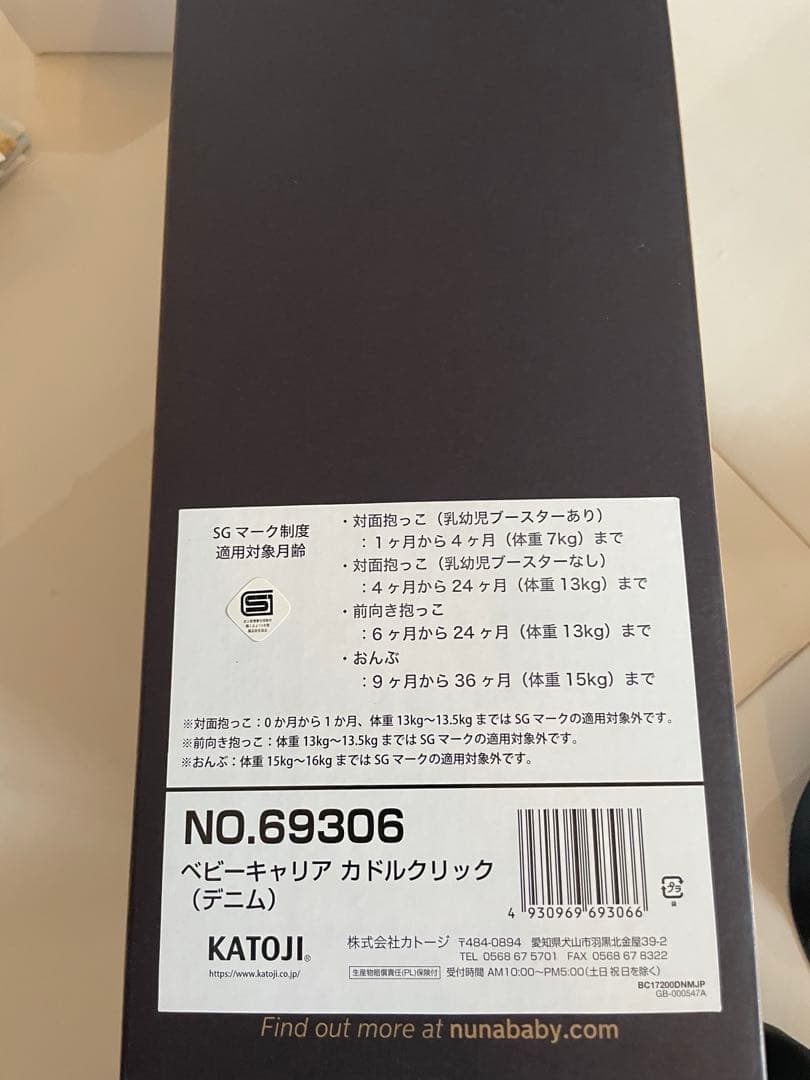 SGマーク制度
適用対象月齢
・対面抱っこ（乳幼児ブースターあり）
：1ヶ月から4ヶ月（体重7kg）まで
・対面抱っこ（乳幼児ブースターなし）
：4ヶ月から24ヶ月（体重13kg）まで
・前向き抱っこ
：6ヶ月から24ヶ月（体重13kg）まで
・おんぶ
：9ヶ月から36ヶ月（体重15kg）まで
※対面抱っこ：0か月から1か月、体重13kg〜13.5kgまではSGマークの適用対象外です。
※前向き抱っこ：体重13kg〜13.5kgまではSGマークの適用対象外です。
※おんぶ：体重15kg〜16kgまではSGマークの適用対象外です。
NO.69306
ベビーキャリア カドルクリック
（デニム）
4 930969 693066
KATOJI®
https://www.katoji.co.jp/
株式会社カトージ 〒484-0894 愛知県犬山市羽黒北金屋39-2
TEL 0568 67 5701 FAX 0568 67 8322
生産物賠償責任(PL)保険付 受付時間 AM10:00〜PM5:00(土日 祝日を除く)
BC17200DNMJP
GB-000547A
Find out more at nunababy.com